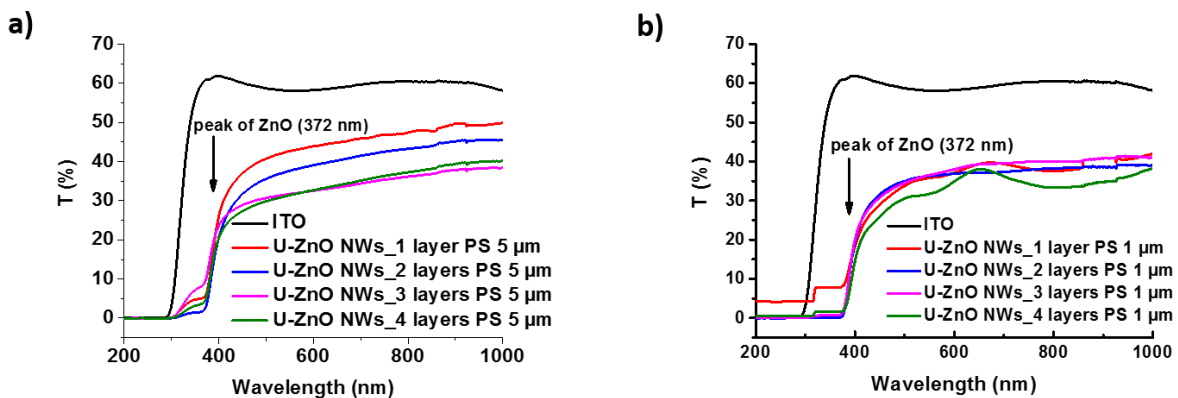 a)
70
60
50
40
30
20
10
0
T (%)
peak of ZnO (372 nm)
ITO
U-ZnO NWs_1 layer PS 5 µm
U-ZnO NWs_2 layers PS 5 µm
U-ZnO NWs_3 layers PS 5 µm
U-ZnO NWs_4 layers PS 5 µm
200 400 600 800 1000
Wavelength (nm)
b)
70
60
50
40
30
20
10
0
T (%)
peak of ZnO (372 nm)
ITO
U-ZnO NWs_1 layer PS 1 µm
U-ZnO NWs_2 layers PS 1 µm
U-ZnO NWs_3 layers PS 1 µm
U-ZnO NWs_4 layers PS 1 µm
200 400 600 800 1000
Wavelength (nm)